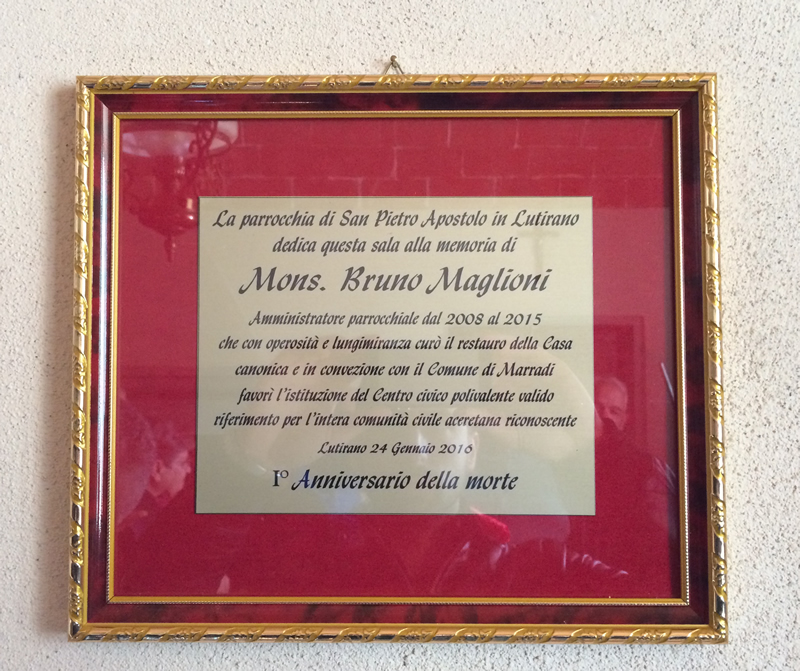 La parrocchia di San Pietro Apostolo in Lutirano
dedica questa sala alla memoria di
Mons. Bruno Maglioni
Amministratore parrocchiale dal 2008 al 2015
che con operosità e lungimiranza curò il restauro della Casa
canonica e in convezione con il Comune di Marradi
favorì l'istituzione del Centro civico polivalente valido
riferimento per l'intera comunità civile aceretana riconoscente
Lutirano 24 Gennaio 2016
I° Anniversario della morte